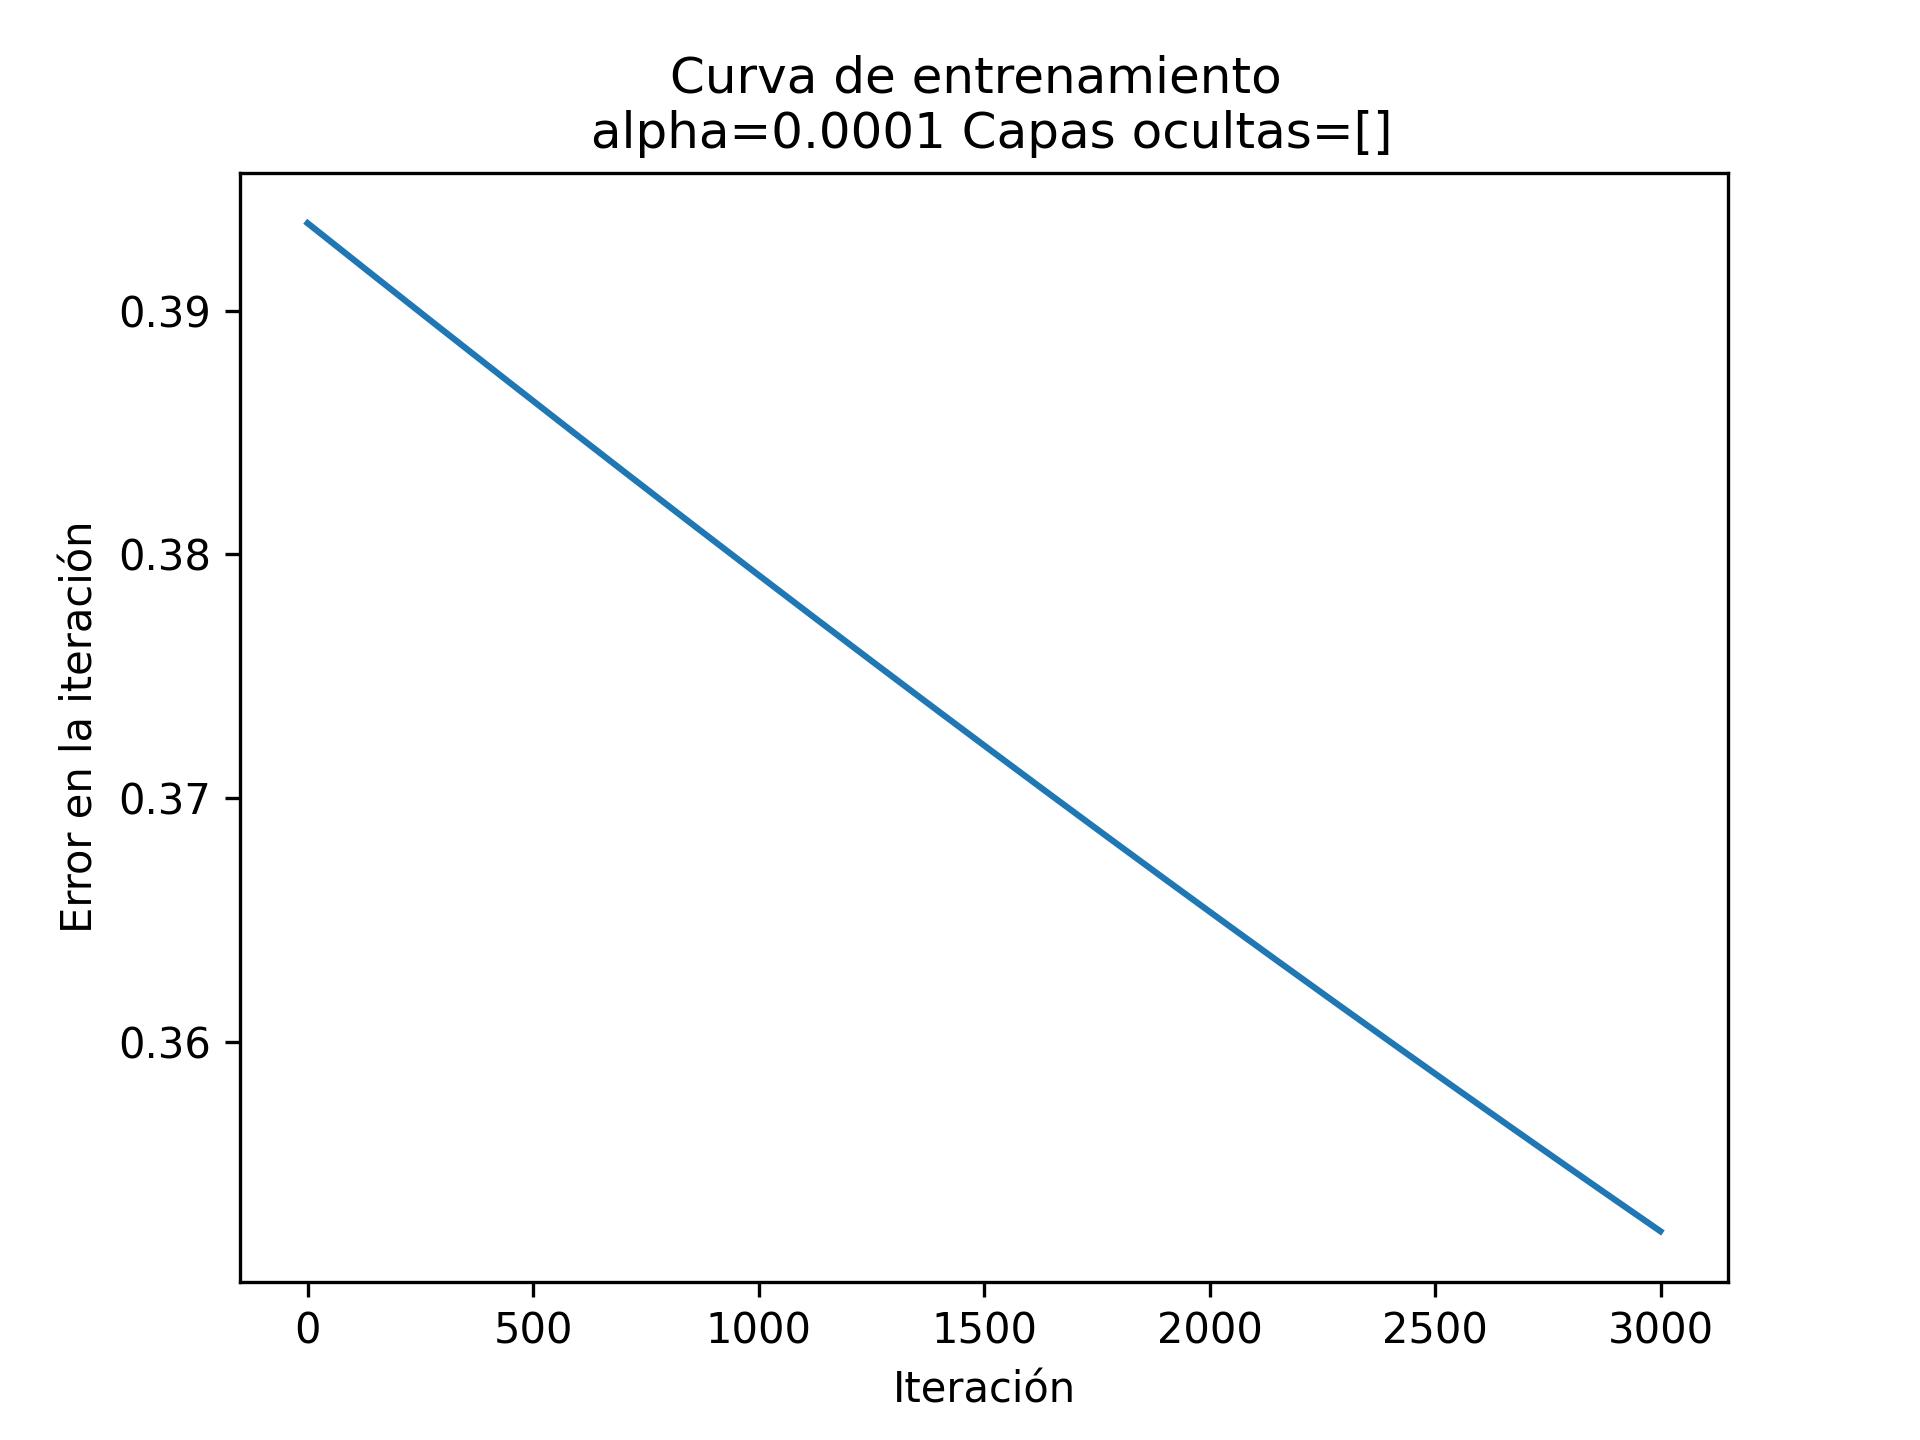 Curva de entrenamiento
alpha=0.0001 Capas ocultas=[]
Error en la iteración
0.39
0.38
0.37
0.36
0
500
1000
1500
2000
2500
3000
Iteración